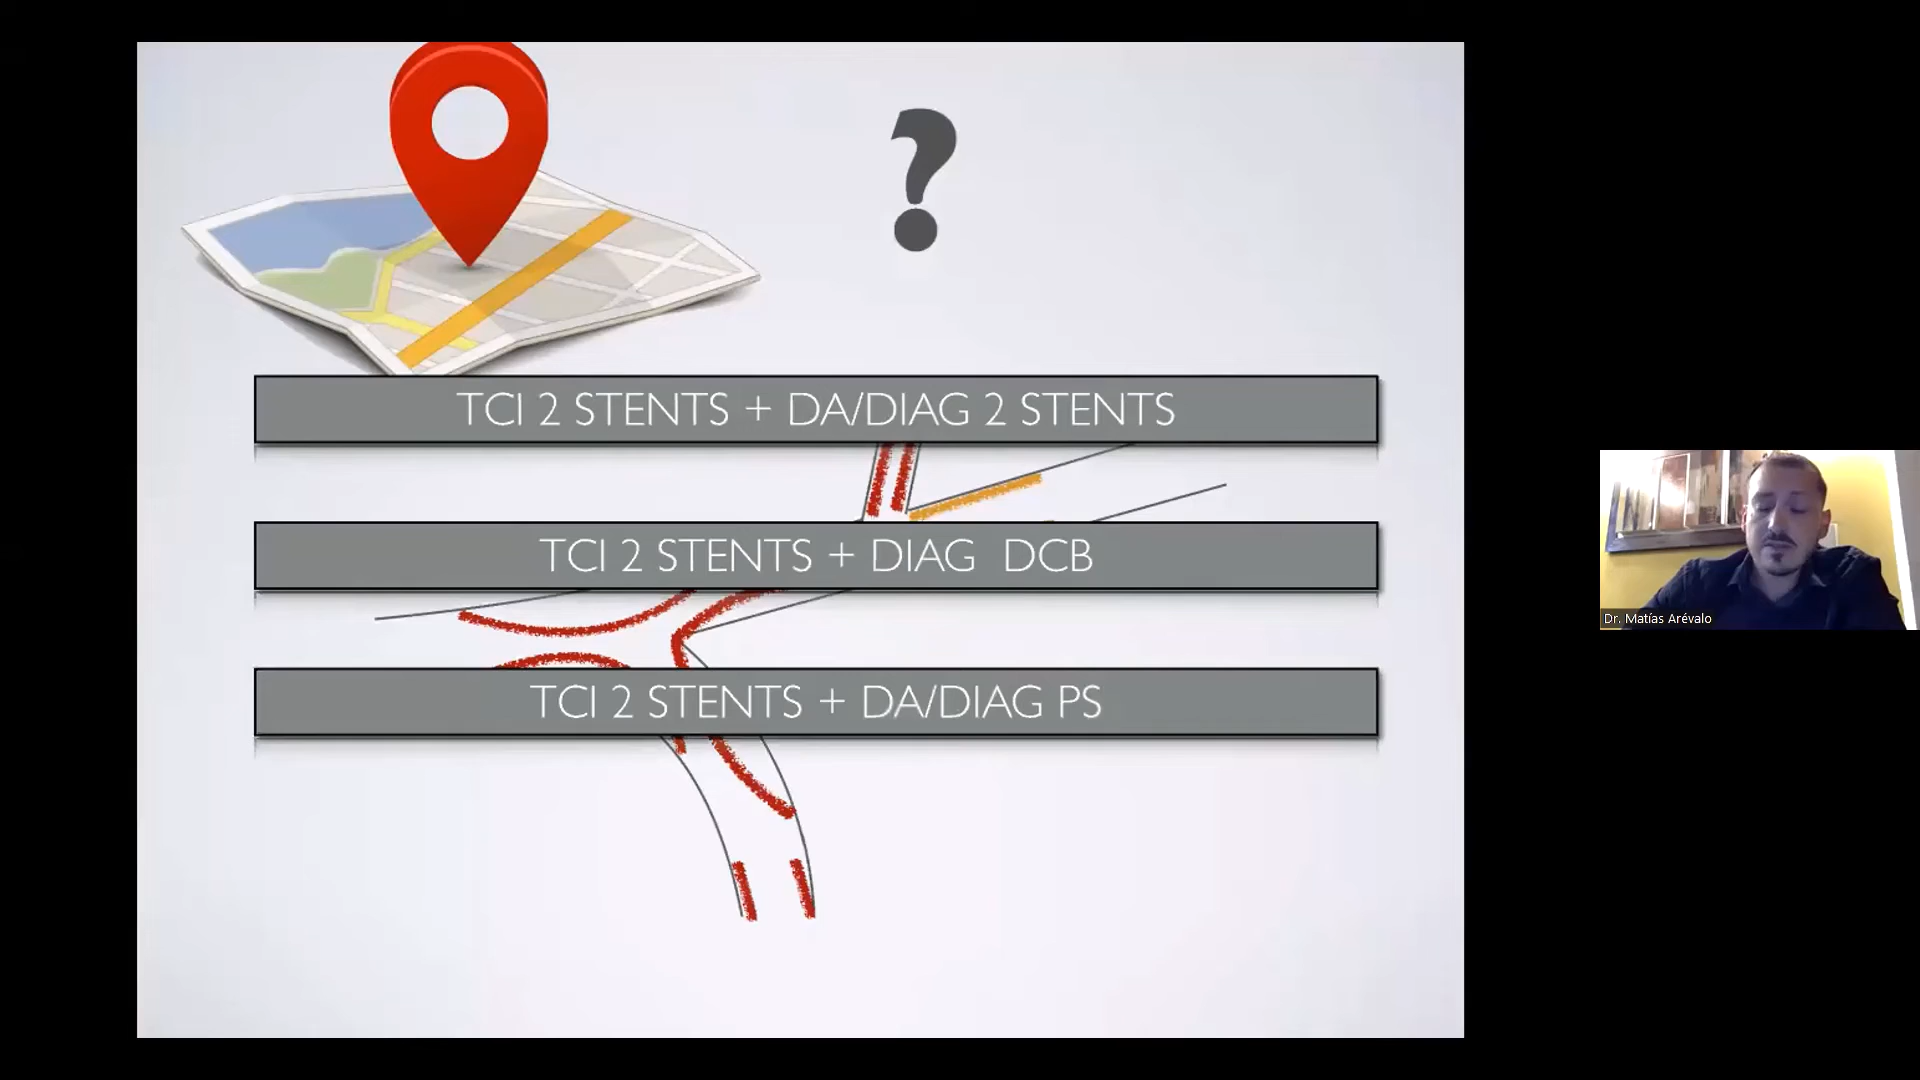 ?
TCI 2 STENTS + DA/DIAG 2 STENTS
TCI 2 STENTS + DIAG DCB
TCI 2 STENTS + DA/DIAG PS
Dr. Matías Arévalo